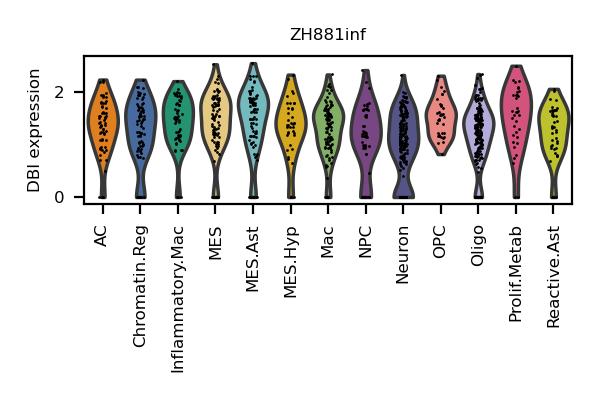 ZH881inf
DBI expression
2
0
AC
Chromatin.Reg
Inflammatory.Mac
MES
MES.Ast
MES.Hyp
Mac
NPC
Neuron
OPC
Oligo
Prolif.Metab
Reactive.Ast